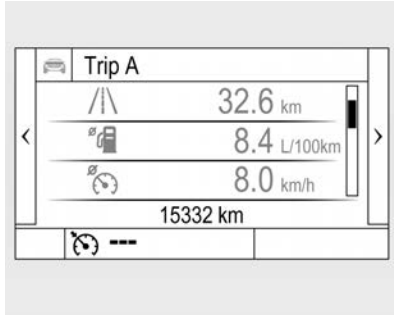 Trip A
32.6 km
ø 8.4 L/100km
ø 8.0 km/h
15332 km
---